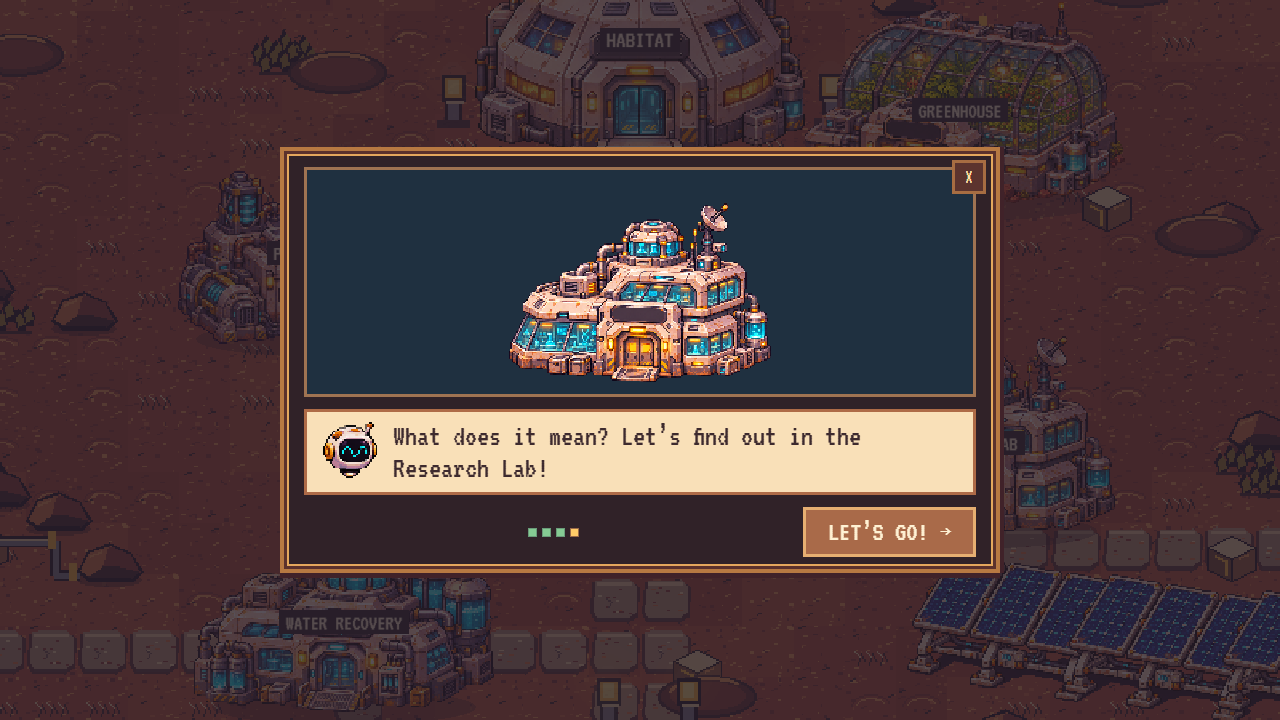 HABITAT
GREENHOUSE
X
What does it mean? Let's find out in the
Research Lab!
LET'S GO! →
WATER RECOVERY